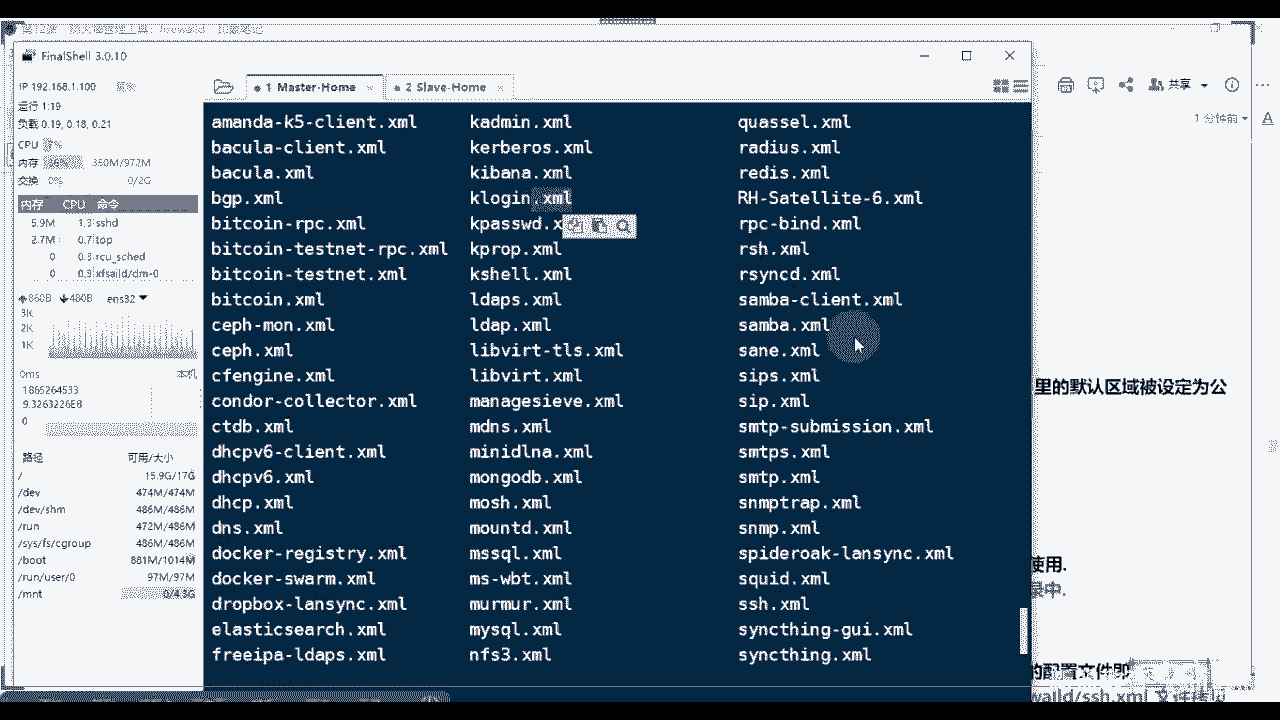 FinalShell 3.0.10
IP 192.168.1.100
运行 1:19
负载 0.19, 0.18, 0.21
CPU
内存 350M/972M
交换 0% 0/2G
内存 CPU 命令
5.9M 1.3 sshd
2.7M 0.7 top
0 0.3 rcu_sched
0 0.3 xfsaild/dm-0
860B 480B ens32
3K
2K
1K
0ms 本机
1865264533
9.3263226E8
0
路径 可用/大小
/ 15.9G/17G
/dev 474M/474M
/dev/shm 486M/486M
/run 472M/486M
/sys/fs/cgroup 486M/486M
/boot 881M/1014M
/run/user/0 97M/97M
/mnt 0/4.3G
1 Master-Home
2 Slave-Home
amanda-k5-client.xml kadmin.xml quassel.xml
bacula-client.xml kerberos.xml radius.xml
bacula.xml kibana.xml redis.xml
bgp.xml klogin.xml RH-Satellite-6.xml
bitcoin-rpc.xml kpasswd.x rpc-bind.xml
bitcoin-testnet-rpc.xml kprop.xml rsh.xml
bitcoin-testnet.xml kshell.xml rsyncd.xml
bitcoin.xml ldaps.xml samba-client.xml
ceph-mon.xml ldap.xml samba.xml
ceph.xml libvirt-tls.xml sane.xml
cfengine.xml libvirt.xml sips.xml
condor-collector.xml managesieve.xml sip.xml
ctdb.xml mdns.xml smtp-submission.xml
dhcpv6-client.xml minidlna.xml smtps.xml
dhcpv6.xml mongodb.xml smtp.xml
dhcp.xml mosh.xml snmptrap.xml
dns.xml mountd.xml snmp.xml
docker-registry.xml mssql.xml spideroak-lansync.xml
docker-swarm.xml ms-wbt.xml squid.xml
dropbox-lansync.xml murmur.xml ssh.xml
elasticsearch.xml mysql.xml syncthing-gui.xml
freeipa-ldaps.xml nfs3.xml syncthing.xml
共享
1 分钟前
里的默认区域被设定为公
使用.
录中.
的配置文件即